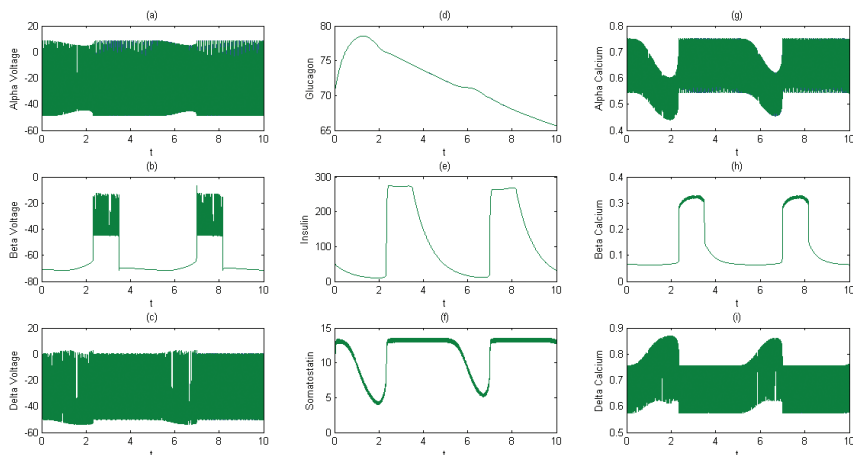 (a)
20
0
-20
-40
-60
0 2 4 6 8 10
t
Alpha Voltage
(d)
80
75
70
65
0 2 4 6 8 10
t
Glucagon
(g)
0.8
0.7
0.6
0.5
0.4
0 2 4 6 8 10
t
Alpha Calcium
(b)
0
-20
-40
-60
-80
0 2 4 6 8 10
t
Beta Voltage
(e)
300
200
100
0
0 2 4 6 8 10
t
Insulin
(h)
0.4
0.3
0.2
0.1
0
0 2 4 6 8 10
t
Beta Calcium
(c)
20
0
-20
-40
-60
0 2 4 6 8 10
t
Delta Voltage
(f)
15
10
5
0
0 2 4 6 8 10
t
Somatostatin
(i)
0.9
0.8
0.7
0.6
0.5
0 2 4 6 8 10
t
Delta Calcium